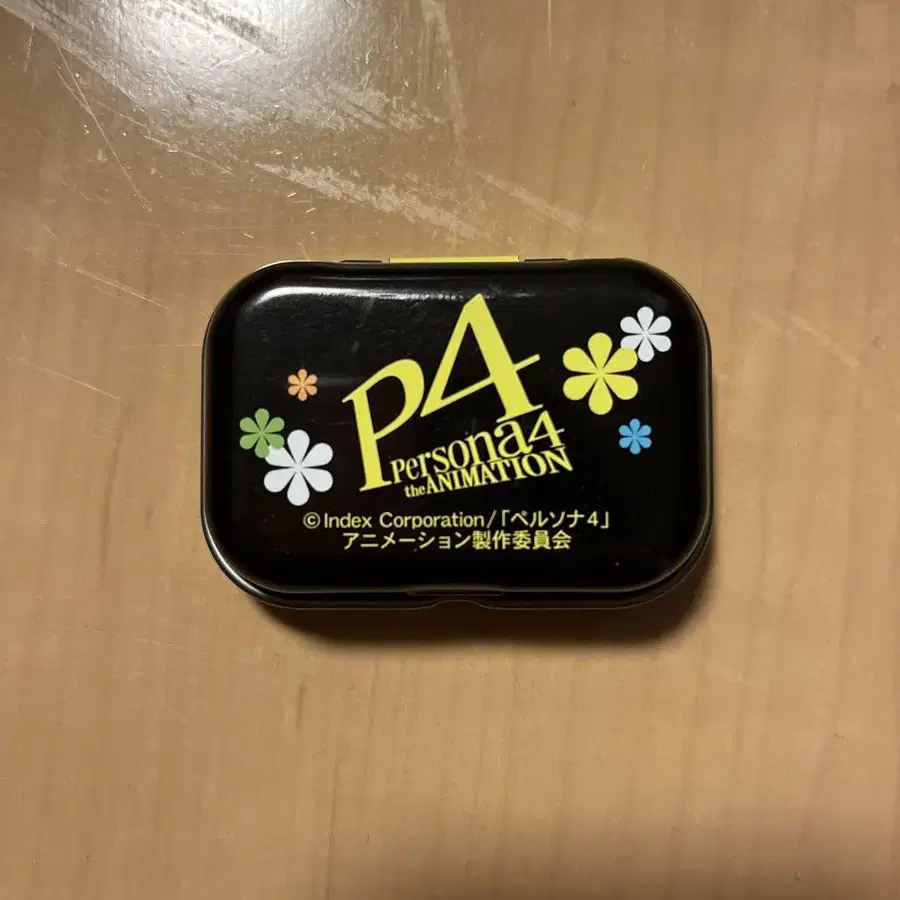 P4
Persona4
the ANIMATION
©Index Corporation/「ペルソナ4」
アニメーション製作委員会